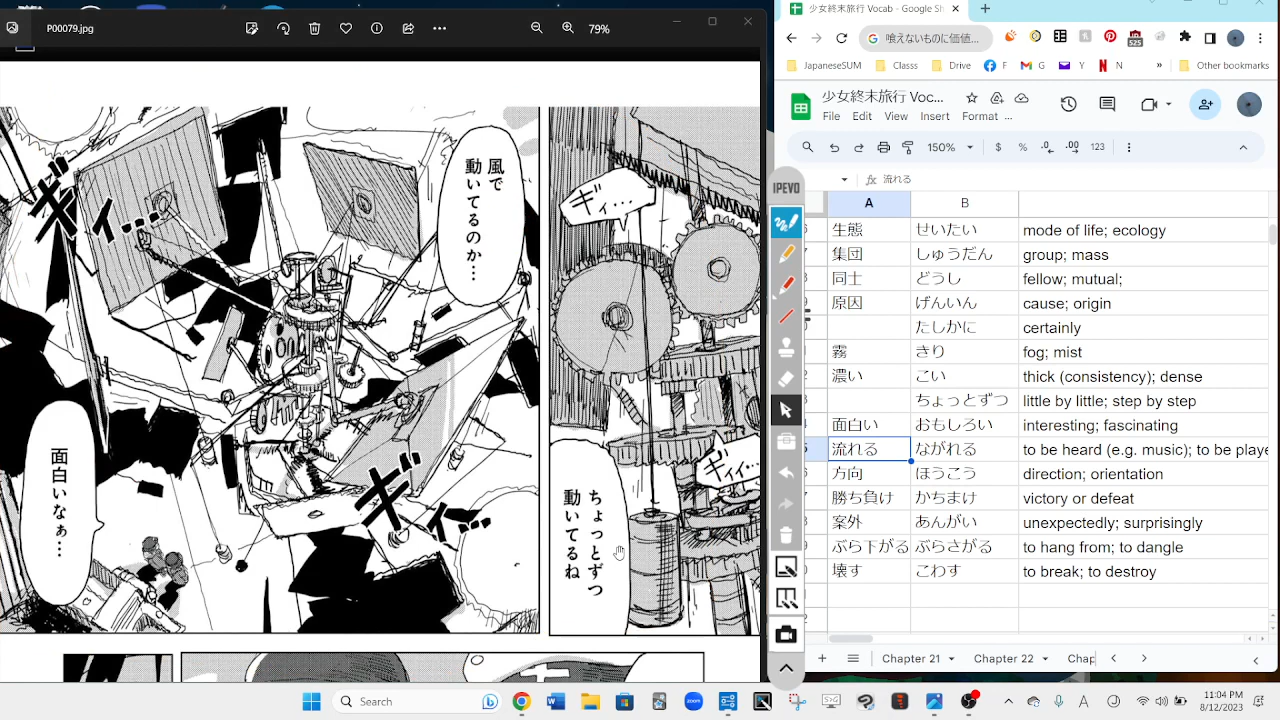 P00079.jpg
79%
少女終末旅行 Vocab - Google Sh
喰えないものに価値...
525
JapaneseSUM
Classs
Drive
F
G
Y
N
»
Other bookmarks
少女終末旅行 Voc...
File Edit View Insert Format ...
150%
$ % .0 .00 123
fx 流れる
IPEVO
A B
生態 せいたい mode of life; ecology
集団 しゅうだん group; mass
同士 どうし fellow; mutual;
原因 げんいん cause; origin
たしかに certainly
霧 きり fog; mist
濃い こい thick (consistency); dense
ちょっとずつ little by little; step by step
面白い おもしろい interesting; fascinating
流れる ながれる to be heard (e.g. music); to be playe
方向 ほうこう direction; orientation
勝ち負け かちまけ victory or defeat
案外 あんがい unexpectedly; surprisingly
ぶら下がる ぶらさがる to hang from; to dangle
壊す こわす to break; to destroy
Chapter 21 Chapter 22 Chap
ギィ…
ちょっとずつ
動いてるね
ギィィ…
風で
動いてるのか…
ギィ…
ギィ…
面白いなぁ…
Search
zoom
A
11:04 PM
8/12/2023